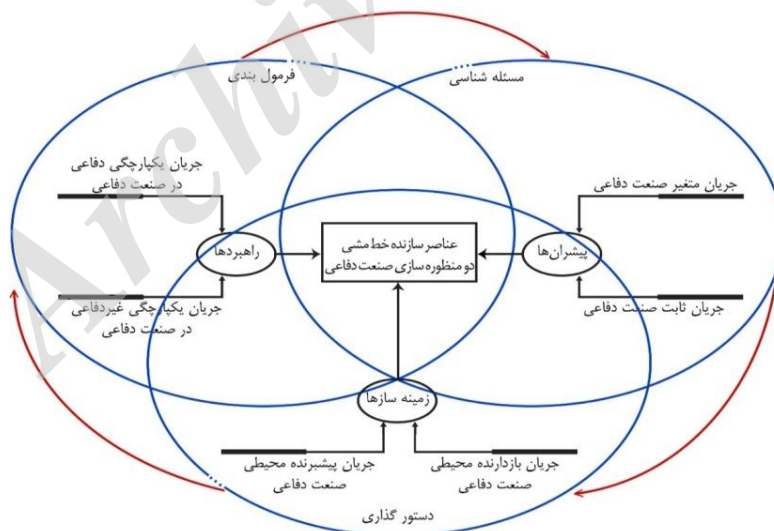 Archiv
فرمول بندی
مسئله شناسی
جریان یکپارچگی دفاعی
در صنعت دفاعی
جریان متغیر صنعت دفاعی
راهبردها
عناصر سازنده خط مشی
دو منظوره سازی صنعت دفاعی
پیشران‌ها
جریان یکپارچگی غیردفاعی
در صنعت دفاعی
جریان ثابت صنعت دفاعی
زمینه سازها
جریان پیشبرنده محیطی
صنعت دفاعی
جریان بازدارنده محیطی
صنعت دفاعی
دستور گذاری